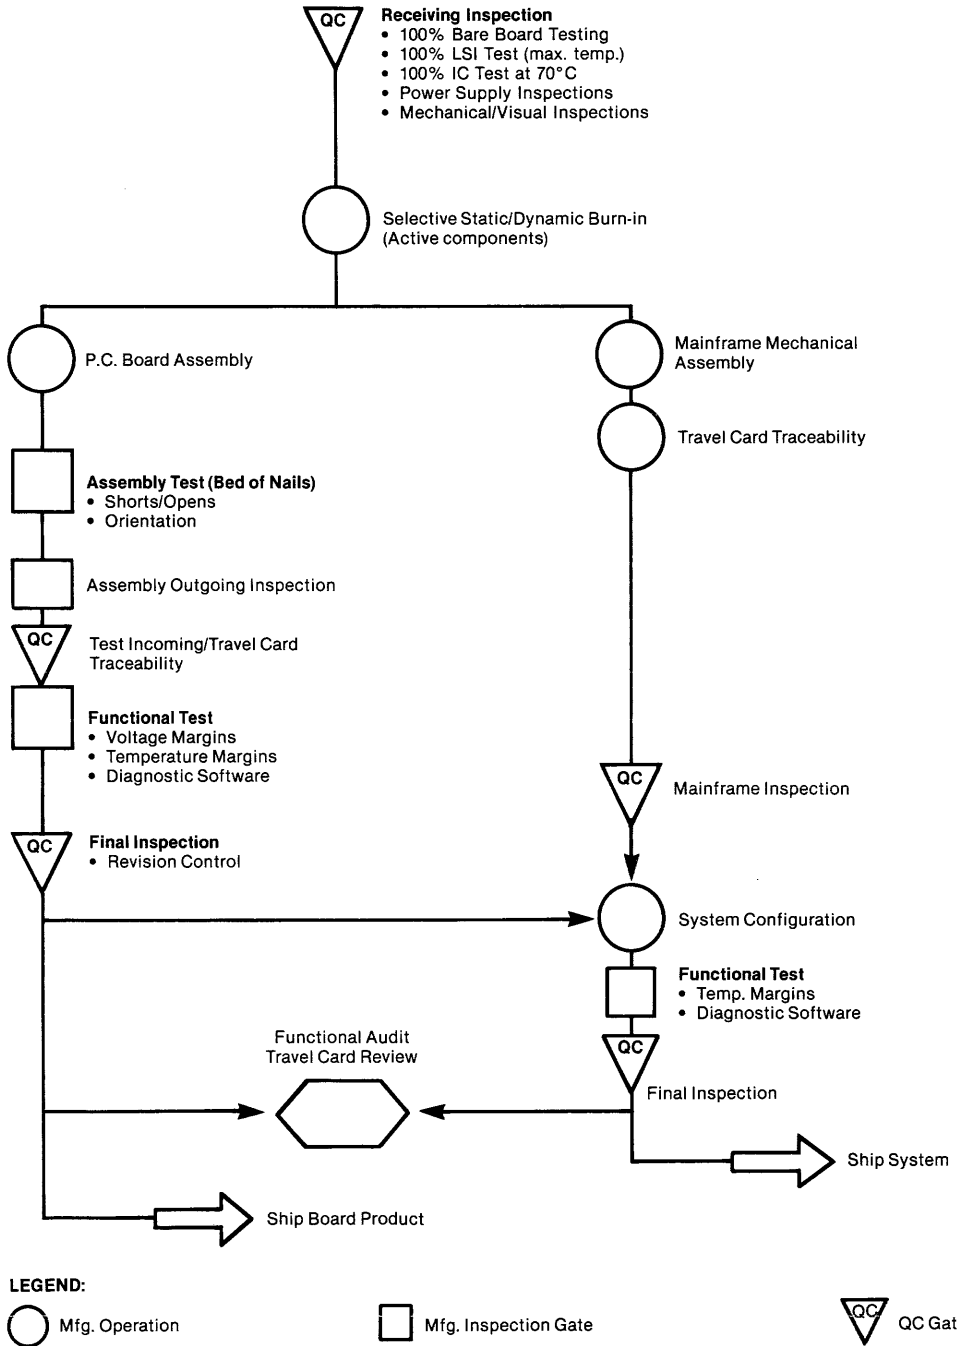 QC
Receiving Inspection
• 100% Bare Board Testing
• 100% LSI Test (max. temp.)
• 100% IC Test at 70°C
• Power Supply Inspections
• Mechanical/Visual Inspections
Selective Static/Dynamic Burn-in
(Active components)
P.C. Board Assembly
Mainframe Mechanical
Assembly
Travel Card Traceability
Assembly Test (Bed of Nails)
• Shorts/Opens
• Orientation
Assembly Outgoing Inspection
QC
Test Incoming/Travel Card
Traceability
Functional Test
• Voltage Margins
• Temperature Margins
• Diagnostic Software
QC
Mainframe Inspection
QC
Final Inspection
• Revision Control
System Configuration
Functional Test
• Temp. Margins
• Diagnostic Software
QC
Final Inspection
Functional Audit
Travel Card Review
Ship System
Ship Board Product
LEGEND:
Mfg. Operation
Mfg. Inspection Gate
QC
QC Gat